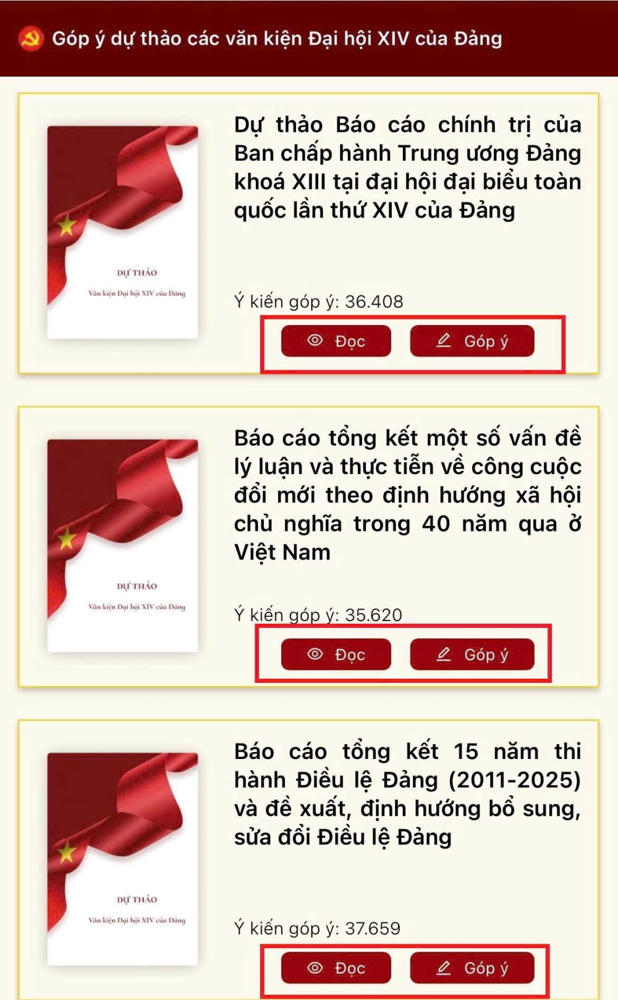 Góp ý dự thảo các văn kiện Đại hội XIV của Đảng
Dự thảo Báo cáo chính trị của
Ban chấp hành Trung ương Đảng
khoá XIII tại đại hội đại biểu toàn
quốc lần thứ XIV của Đảng
DỰ THẢO
Văn kiện Đại hội XIV của Đảng
Ý kiến góp ý: 36.408
Đọc
Góp ý
Báo cáo tổng kết một số vấn đề
lý luận và thực tiễn về công cuộc
đổi mới theo định hướng xã hội
chủ nghĩa trong 40 năm qua ở
Việt Nam
DỰ THẢO
Văn kiện Đại hội XIV của Đảng
Ý kiến góp ý: 35.620
Đọc
Góp ý
Báo cáo tổng kết 15 năm thi
hành Điều lệ Đảng (2011-2025)
và đề xuất, định hướng bổ sung,
sửa đổi Điều lệ Đảng
DỰ THẢO
Văn kiện Đại hội XIV của Đảng
Ý kiến góp ý: 37.659
Đọc
Góp ý